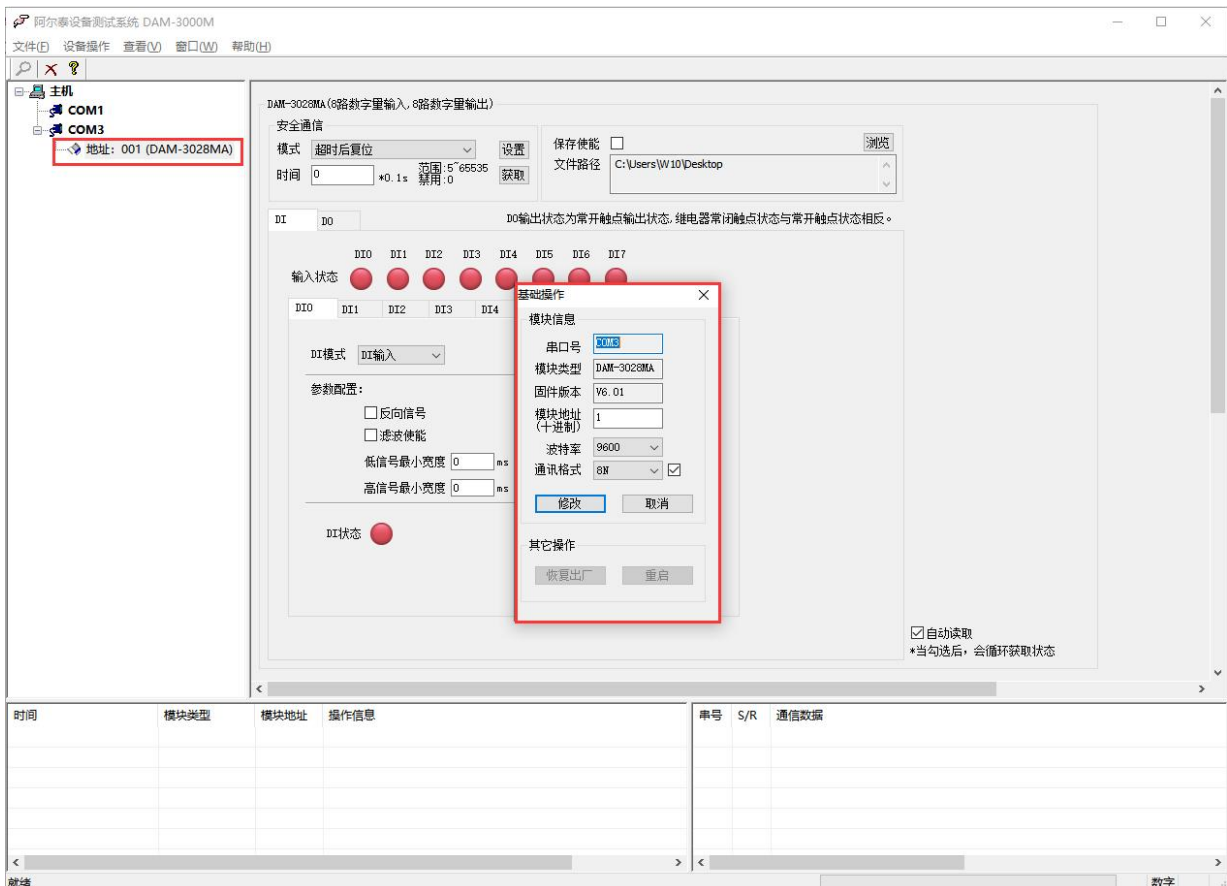 阿尔泰设备测试系统 DAM-3000M
文件(F) 设备操作 查看(V) 窗口(W) 帮助(H)
主机
COM1
COM3
地址: 001 (DAM-3028MA)
DAM-3028MA(8路数字量输入,8路数字量输出)
安全通信
模式 超时后复位 设置
时间 0 *0.1s 范围:5~65535 禁用:0 获取
保存使能 浏览
文件路径 C:\Users\W10\Desktop
DI DO DO输出状态为常开触点输出状态,继电器常闭触点状态与常开触点状态相反。
DI0 DI1 DI2 DI3 DI4 DI5 DI6 DI7
输入状态
DI0 DI1 DI2 DI3 DI4
DI模式 DI输入
参数配置:
反向信号
滤波使能
低信号最小宽度 0 ms
高信号最小宽度 0 ms
DI状态
基础操作
模块信息
串口号 COM3
模块类型 DAM-3028MA
固件版本 V6.01
模块地址 (十进制) 1
波特率 9600
通讯格式 8N
修改 取消
其它操作
恢复出厂 重启
自动读取
*当勾选后，会循环获取状态
时间 模块类型 模块地址 操作信息
串号 S/R 通信数据
就绪 数字